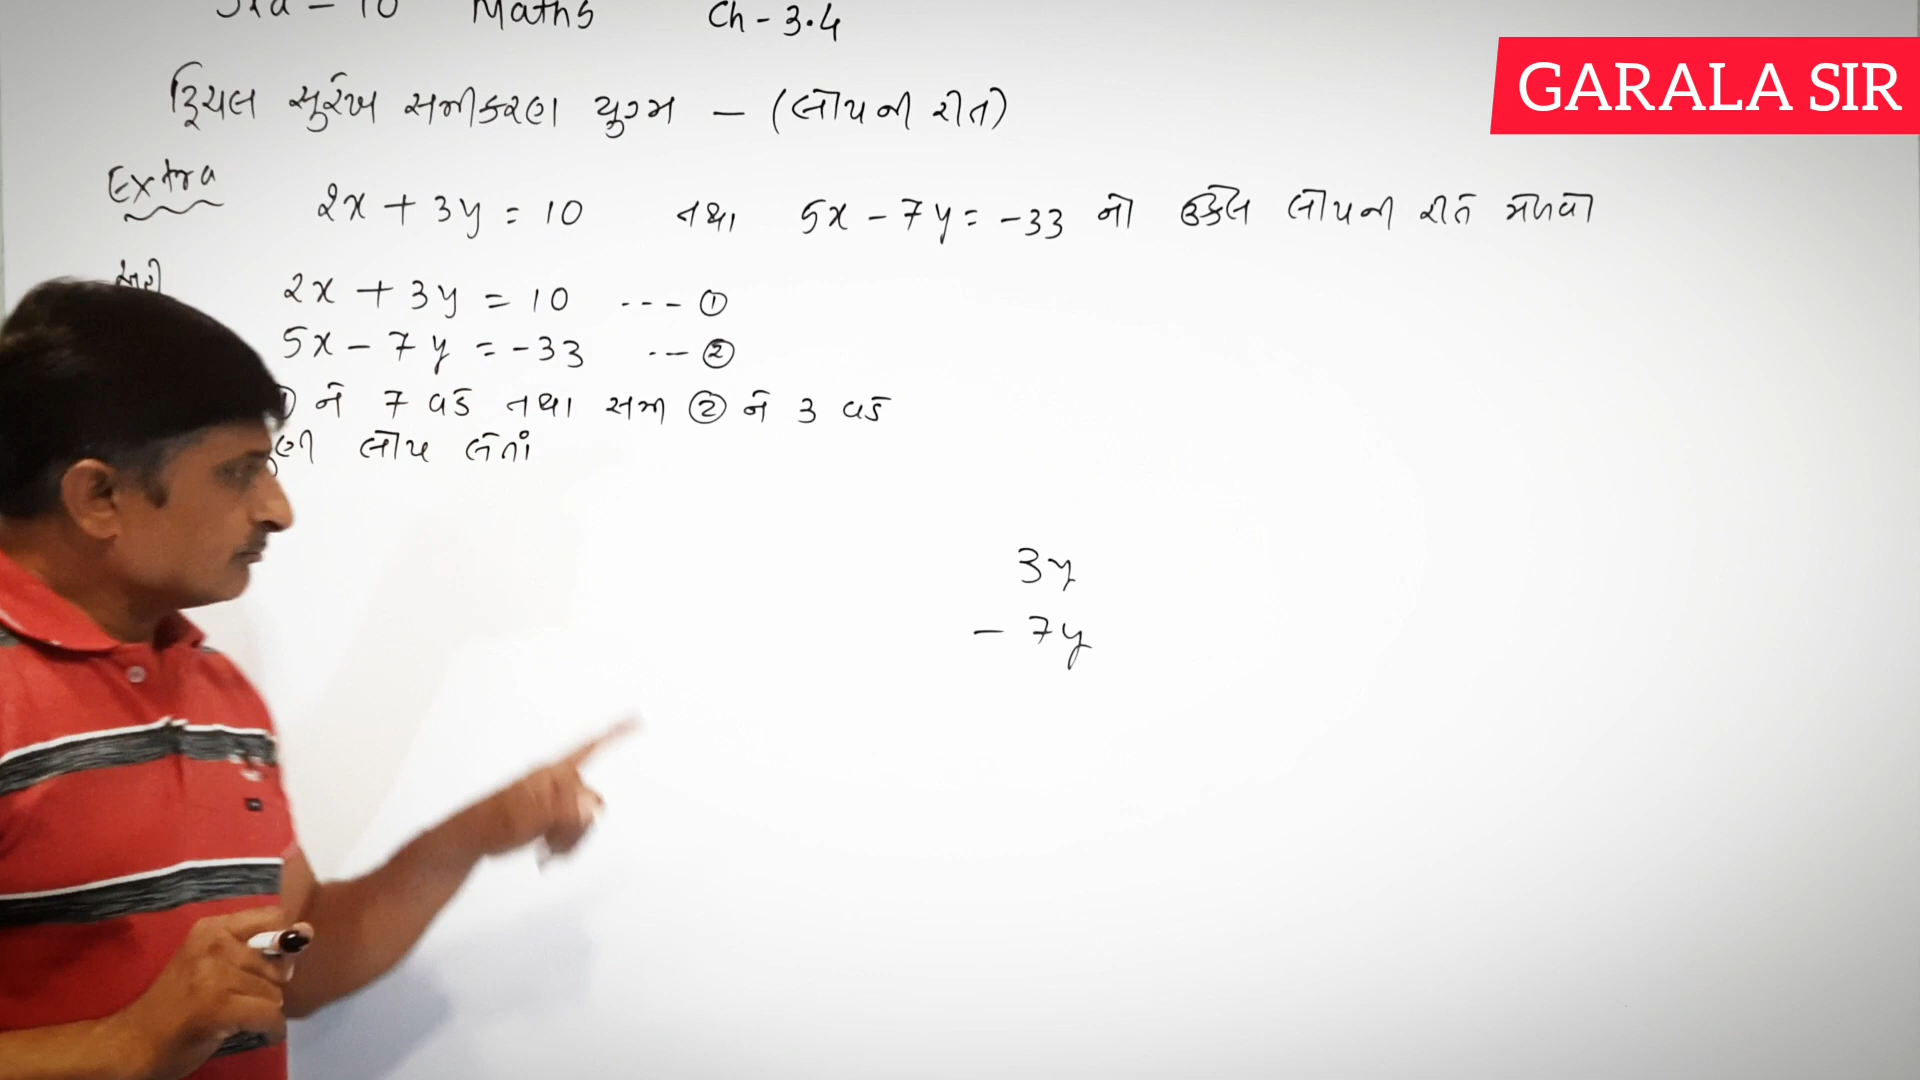 Std - 10 Maths Ch - 3.4
GARALA SIR
દ્વિચલ સુરેખ સમીકરણ યુગ્મ - (લોપની રીત)
Extra 2x + 3y = 10 તથા 5x - 7y = -33 નો ઉકેલ લોપની રીતે મેળવો
2x + 3y = 10 --- ①
5x - 7y = -33 --- ②
ને 7 વડે તથા સમી ② ને 3 વડે
લોપ લેતાં
3y
- 7y